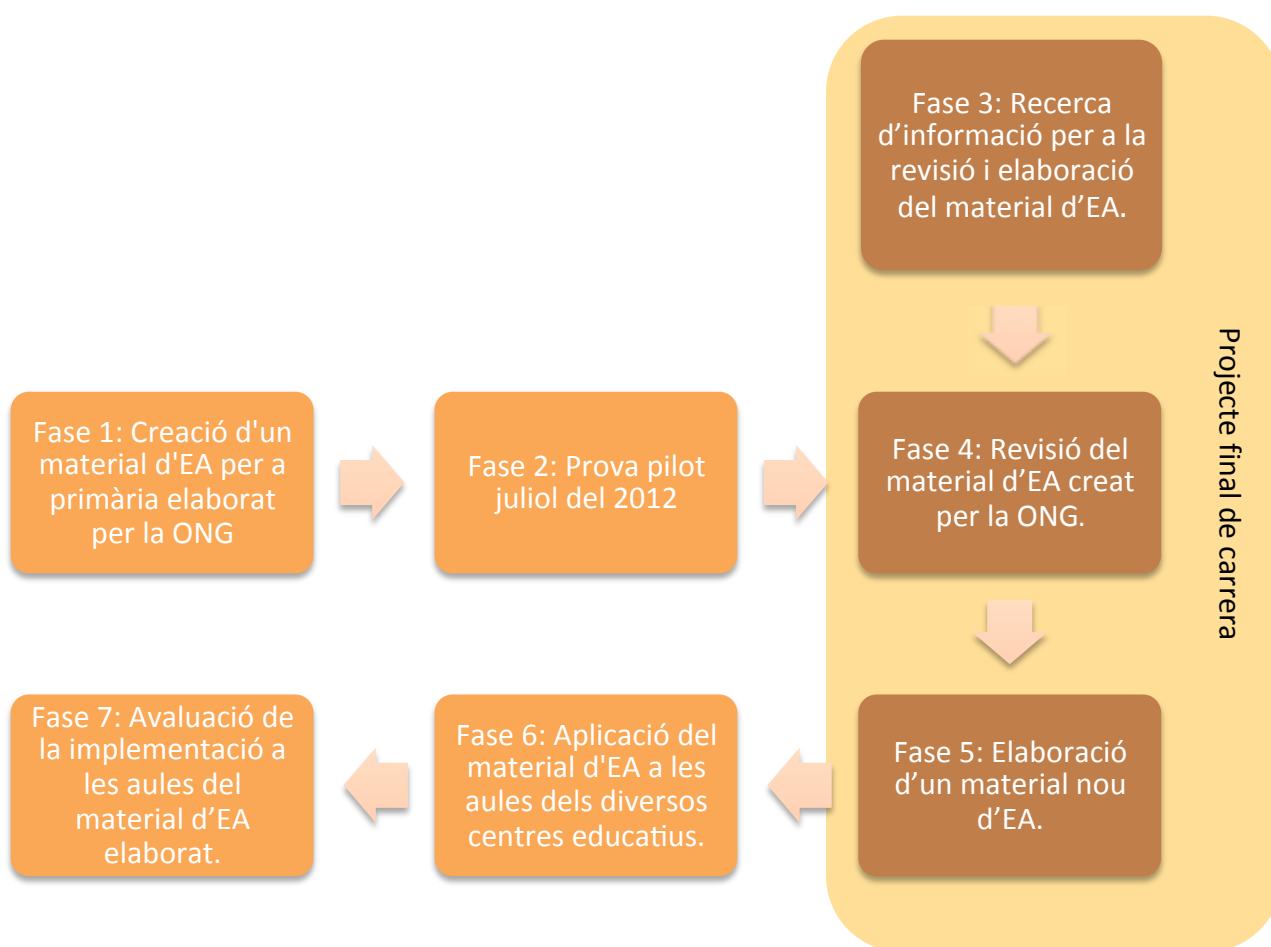 Fase 3: Recerca
d’informació per a la
revisió i elaboració
del material d’EA.
Projecte final de carrera
Fase 1: Creació d'un
material d'EA per a
primària elaborat
per la ONG
Fase 2: Prova pilot
juliol del 2012
Fase 4: Revisió del
material d’EA creat
per la ONG.
Fase 5: Elaboració
d’un material nou
d’EA.
Fase 6: Aplicació del
material d'EA a les
aules dels diversos
centres educatius.
Fase 7: Avaluació de
la implementació a
les aules del
material d’EA
elaborat.